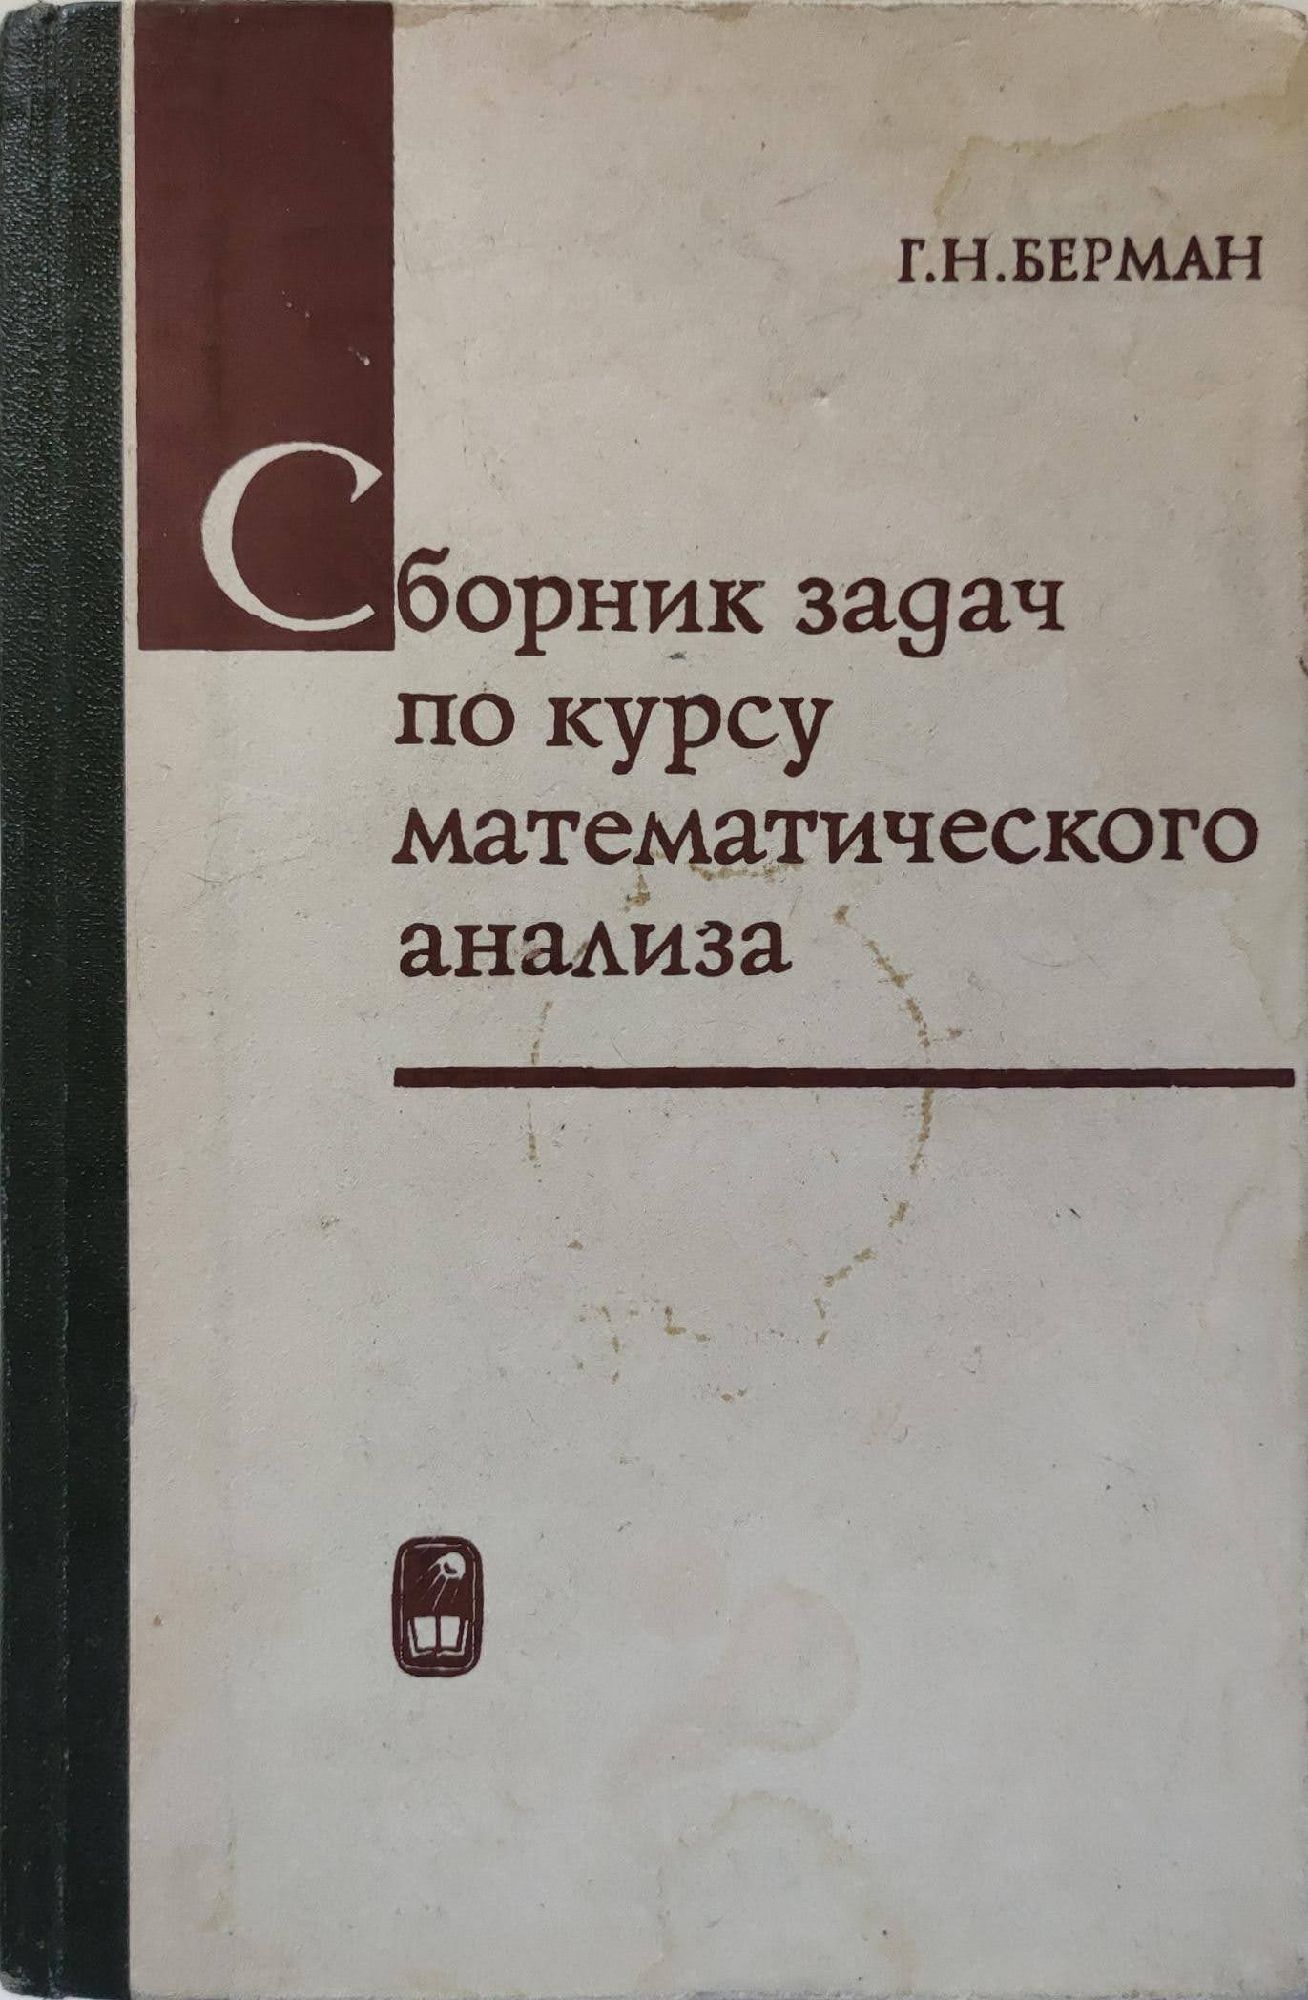 Г.Н.БЕРМАН
Сборник задач
по курсу
математического
анализа